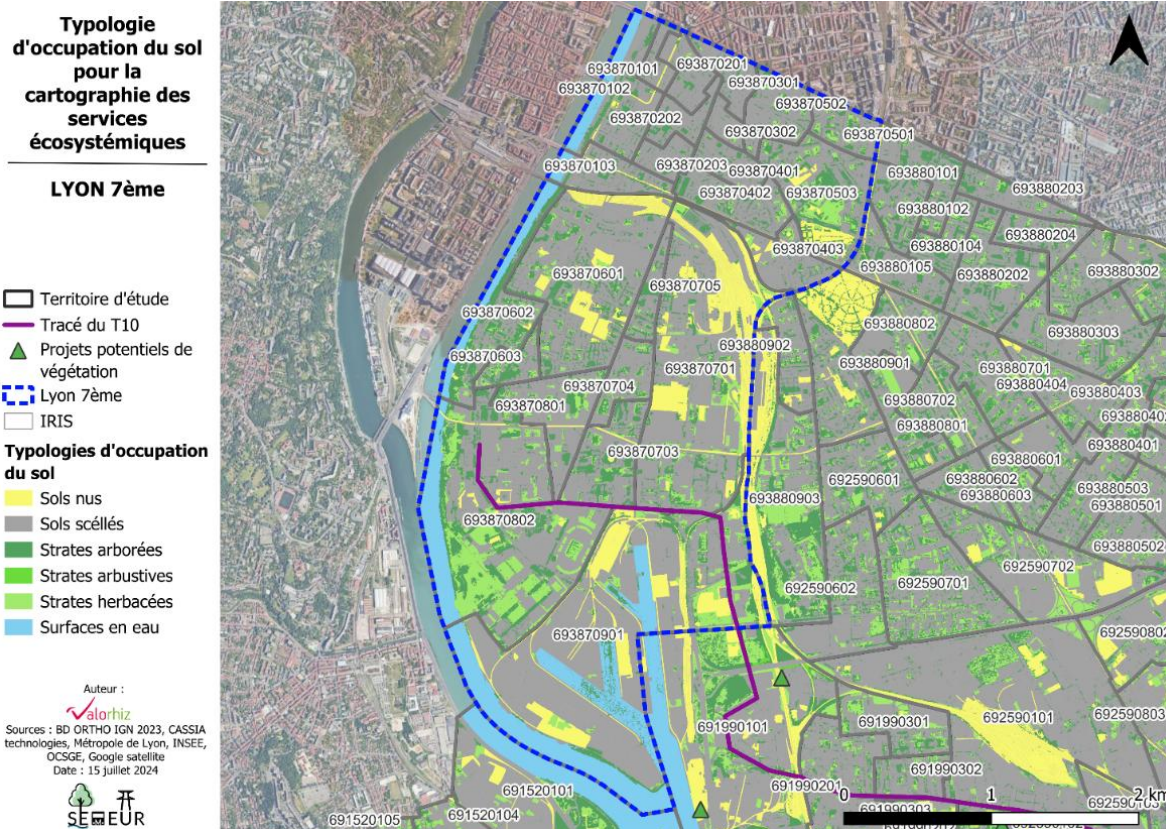 Typologie
d'occupation du sol
pour la
cartographie des
services
écosystémiques
LYON 7ème
Territoire d'étude
Tracé du T10
Projets potentiels de
végétation
Lyon 7ème
IRIS
Typologies d'occupation
du sol
Sols nus
Sols scéllés
Strates arborées
Strates arbustives
Strates herbacées
Surfaces en eau
Auteur :
Valorhiz
Sources : BD ORTHO IGN 2023, CASSIA
technologies, Métropole de Lyon, INSEE,
OCSGE, Google satellite
Date : 15 juillet 2024
693870101
693870201
693870102
693870301
693870502
693870202
693870302
693870501
693870103
693870203
693870401
693880101
693870402
693870503
693880203
693880102
693880204
693870403
693880104
693880105
693880202
693880302
693870601
693870705
693870602
693880802
693880303
693870603
693880902
693880901
693880701
693870704
693870701
693880404
693880403
693870801
693880702
693880801
693880401
693870703
693880601
692590601
693880602
693880503
693880603
693880501
693880903
693870802
693880502
692590702
692590602
692590701
693870901
692590802
691990101
691990301
692590101
692590803
691990302
691990201
691520101
691990303
691520105
691520104
0
1
2 km